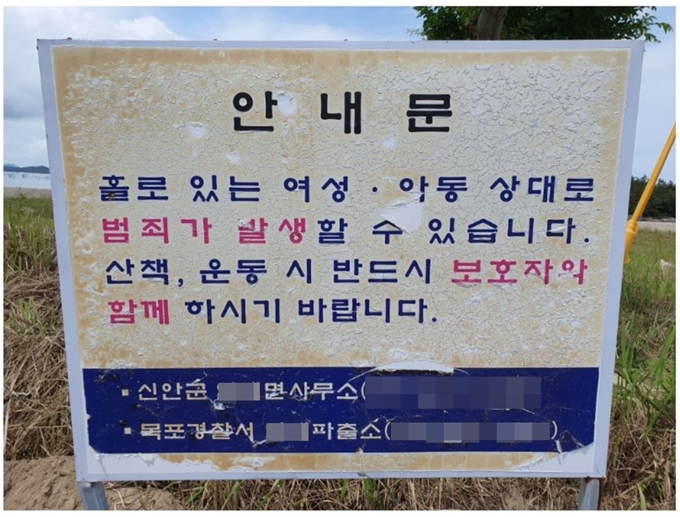 안내문
홀로 있는 여성·아동 상대로
범죄가 발생할 수 있습니다.
산책, 운동 시 반드시 보호자와
함께 하시기 바랍니다.
▪ 신안군 면사무소(
▪ 목포경찰서 파출소( )